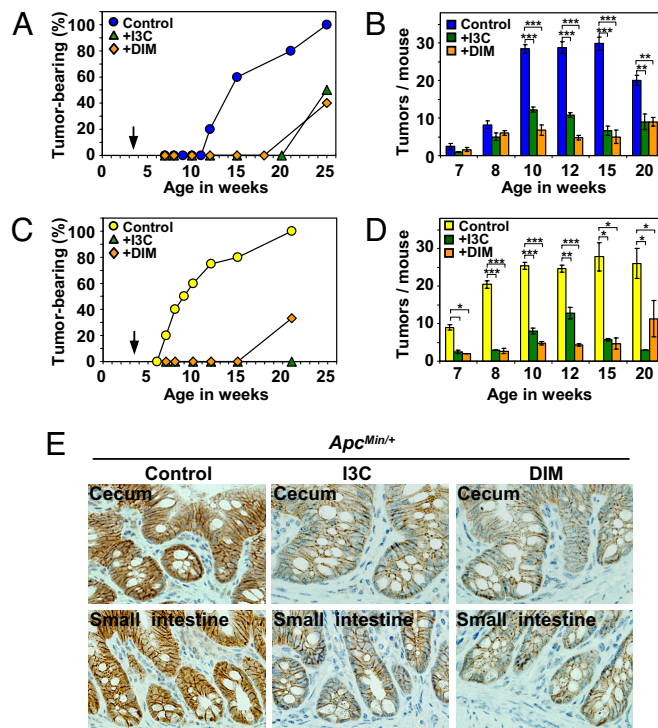 A
Tumor-bearing (%)
100
80
60
40
20
0
Control
+I3C
+DIM
0 5 10 15 20 25
Age in weeks
B
Tumors / mouse
30
20
10
0
Control
+I3C
+DIM
*** *** *** **
*** *** *** **
7 8 10 12 15 20
Age in weeks
C
Tumor-bearing (%)
100
80
60
40
20
0
Control
+I3C
+DIM
0 5 10 15 20 25
Age in weeks
D
Tumors / mouse
30
20
10
0
Control
+I3C
+DIM
* *** *** *** * *
* *** *** ** * *
7 8 10 12 15 20
Age in weeks
E
Apc^Min/+
Control I3C DIM
Cecum Cecum Cecum
Small intestine Small intestine Small intestine